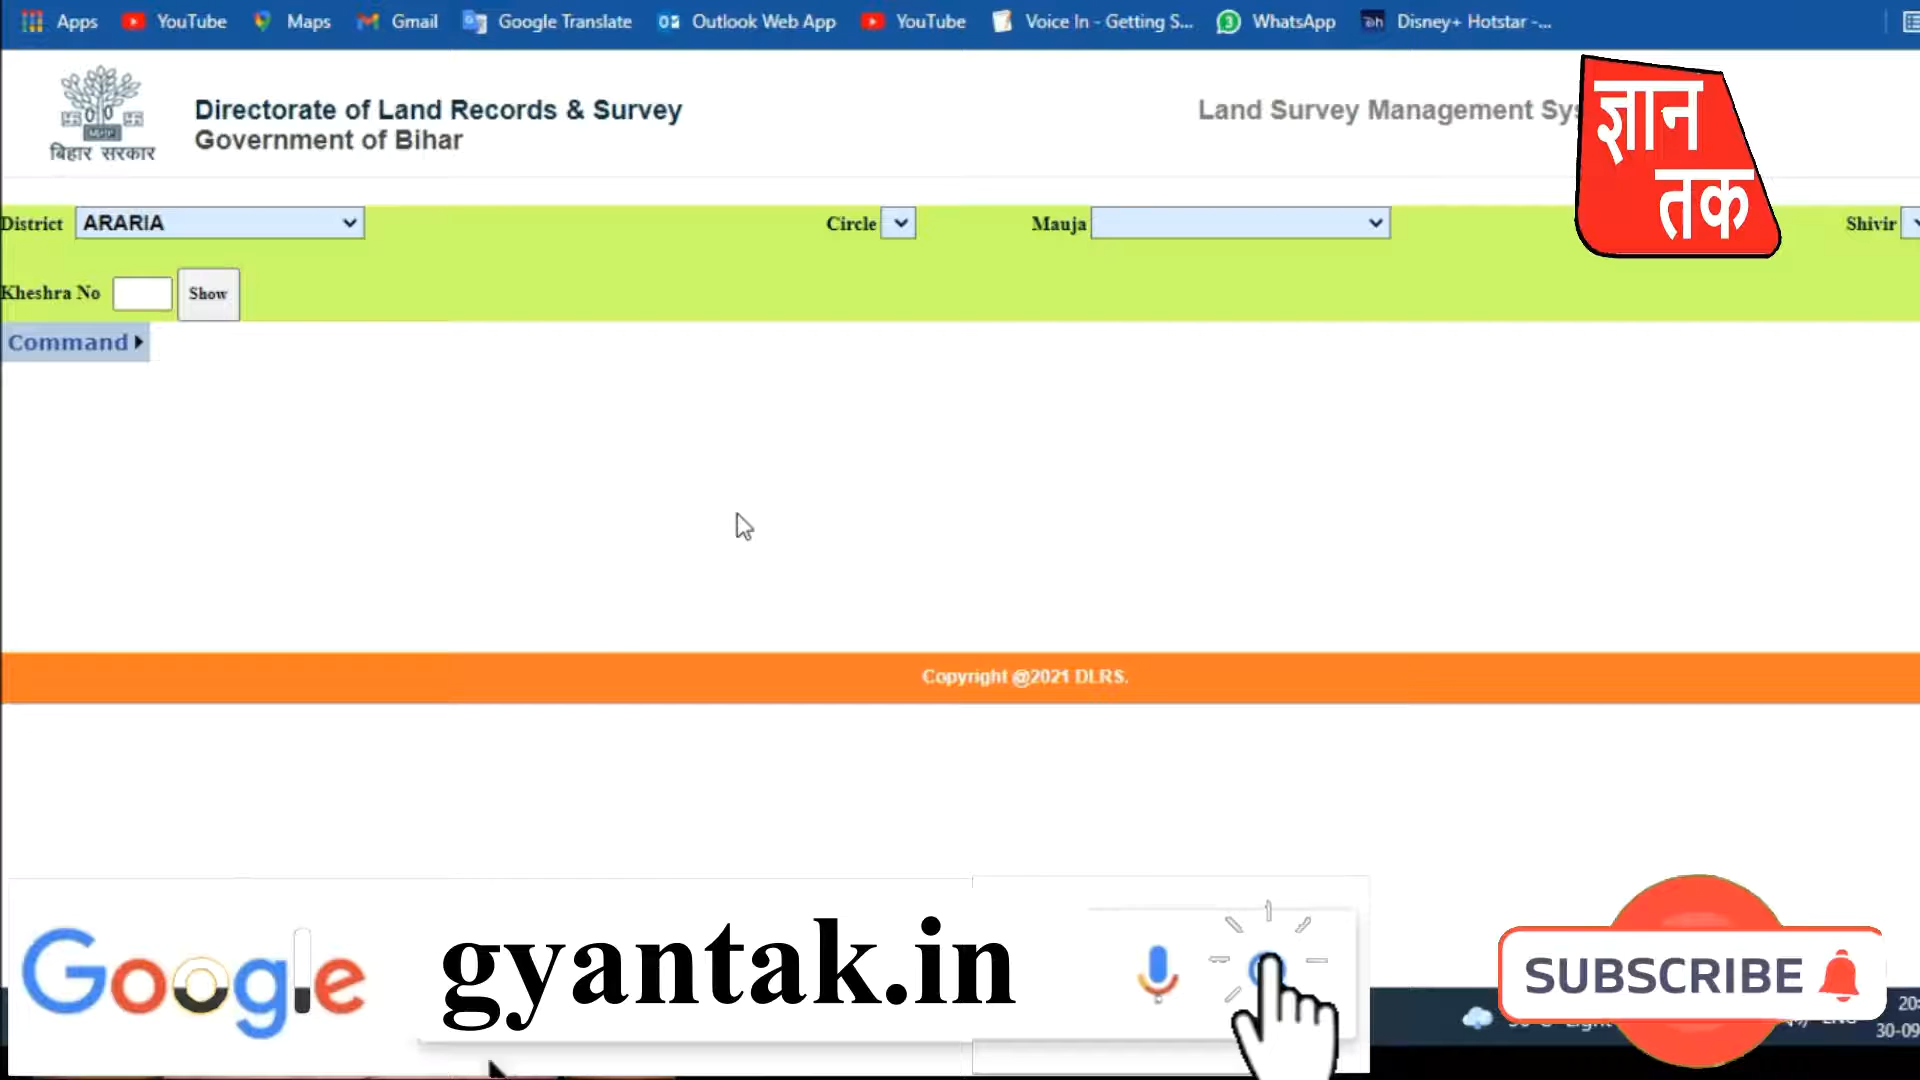 Apps YouTube Maps Gmail Google Translate Outlook Web App YouTube Voice In - Getting S... WhatsApp Disney+ Hotstar -...
बिहार सरकार
Directorate of Land Records & Survey
Government of Bihar
Land Survey Management
ज्ञान
तक
District ARARIA Circle Mauja Shivir
Kheshra No Show
Command
Copyright @2021 DLRS.
Google gyantak.in
SUBSCRIBE